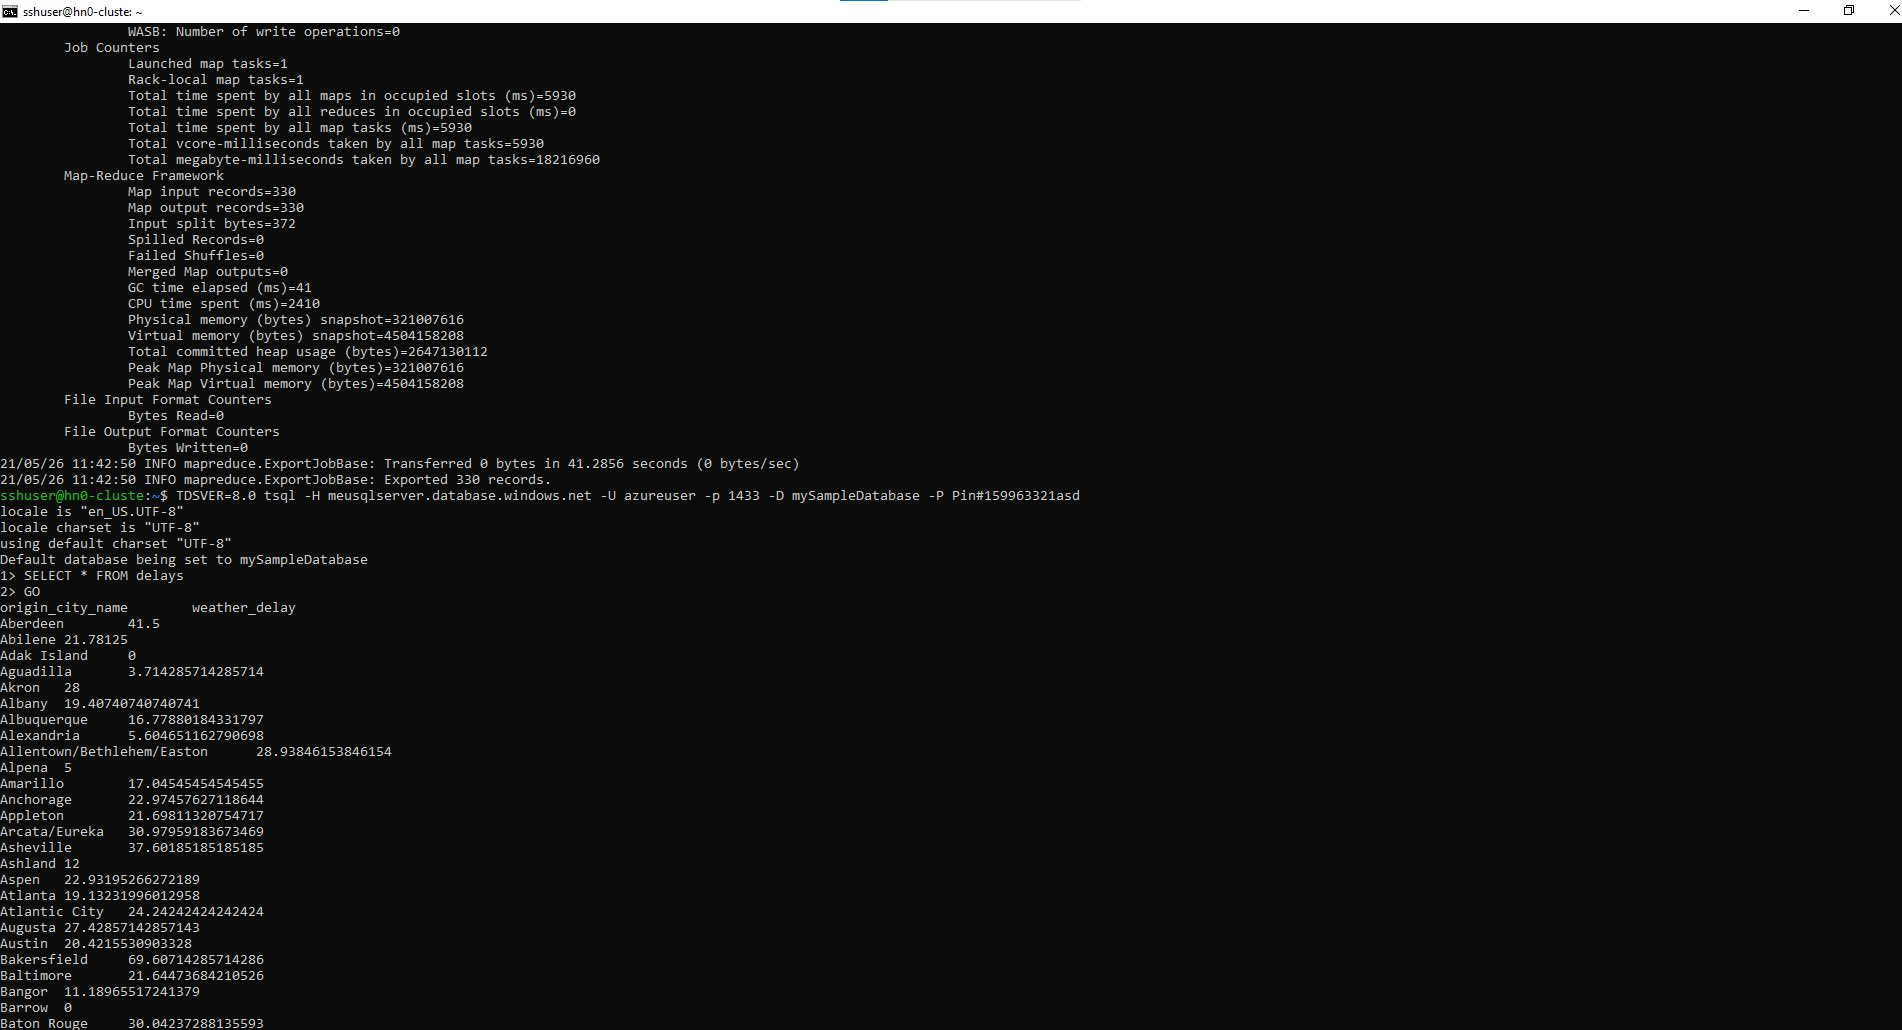 sshuser@hn0-cluste: ~
WASB: Number of write operations=0
Job Counters
Launched map tasks=1
Rack-local map tasks=1
Total time spent by all maps in occupied slots (ms)=5930
Total time spent by all reduces in occupied slots (ms)=0
Total time spent by all map tasks (ms)=5930
Total vcore-milliseconds taken by all map tasks=5930
Total megabyte-milliseconds taken by all map tasks=18216960
Map-Reduce Framework
Map input records=330
Map output records=330
Input split bytes=372
Spilled Records=0
Failed Shuffles=0
Merged Map outputs=0
GC time elapsed (ms)=41
CPU time spent (ms)=2410
Physical memory (bytes) snapshot=321007616
Virtual memory (bytes) snapshot=4504158208
Total committed heap usage (bytes)=2647130112
Peak Map Physical memory (bytes)=321007616
Peak Map Virtual memory (bytes)=4504158208
File Input Format Counters
Bytes Read=0
File Output Format Counters
Bytes Written=0
21/05/26 11:42:50 INFO mapreduce.ExportJobBase: Transferred 0 bytes in 41.2856 seconds (0 bytes/sec)
21/05/26 11:42:50 INFO mapreduce.ExportJobBase: Exported 330 records.
sshuser@hn0-cluste:~$ TDSVER=8.0 tsql -H meusqlserver.database.windows.net -U azureuser -p 1433 -D mySampleDatabase -P Pin#159963321asd
locale is "en_US.UTF-8"
locale charset is "UTF-8"
using default charset "UTF-8"
Default database being set to mySampleDatabase
1> SELECT * FROM delays
2> GO
origin_city_name weather_delay
Aberdeen 41.5
Abilene 21.78125
Adak Island 0
Aguadilla 3.714285714285714
Akron 28
Albany 19.40740740740741
Albuquerque 16.77880184331797
Alexandria 5.604651162790698
Allentown/Bethlehem/Easton 28.93846153846154
Alpena 5
Amarillo 17.04545454545455
Anchorage 22.97457627118644
Appleton 21.69811320754717
Arcata/Eureka 30.97959183673469
Asheville 37.60185185185185
Ashland 12
Aspen 22.93195266272189
Atlanta 19.13231996012958
Atlantic City 24.24242424242424
Augusta 27.42857142857143
Austin 20.4215530903328
Bakersfield 69.60714285714286
Baltimore 21.64473684210526
Bangor 11.18965517241379
Barrow 0
Baton Rouge 30.04237288135593